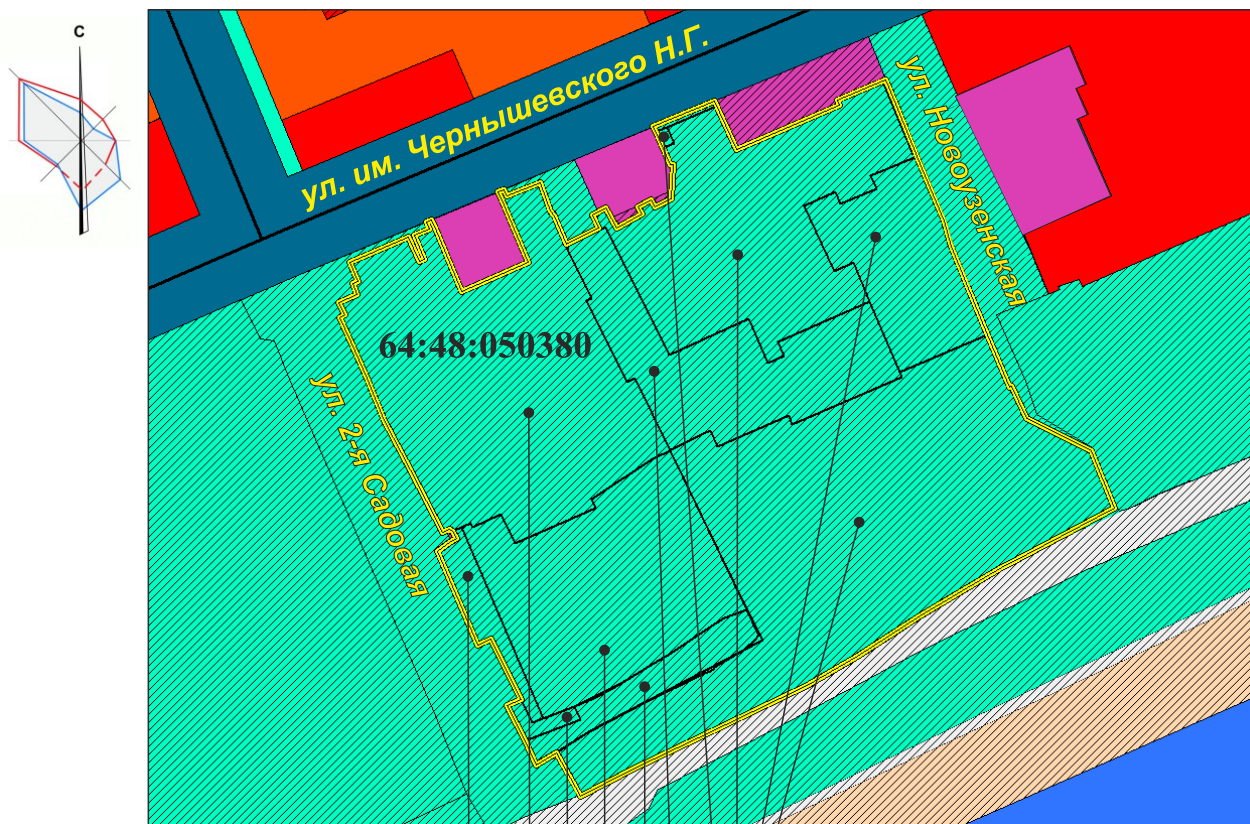 С
ул. им. Чернышевского Н.Г.
ул. Новоузенская
64:48:050380
ул. 2-я Садовая